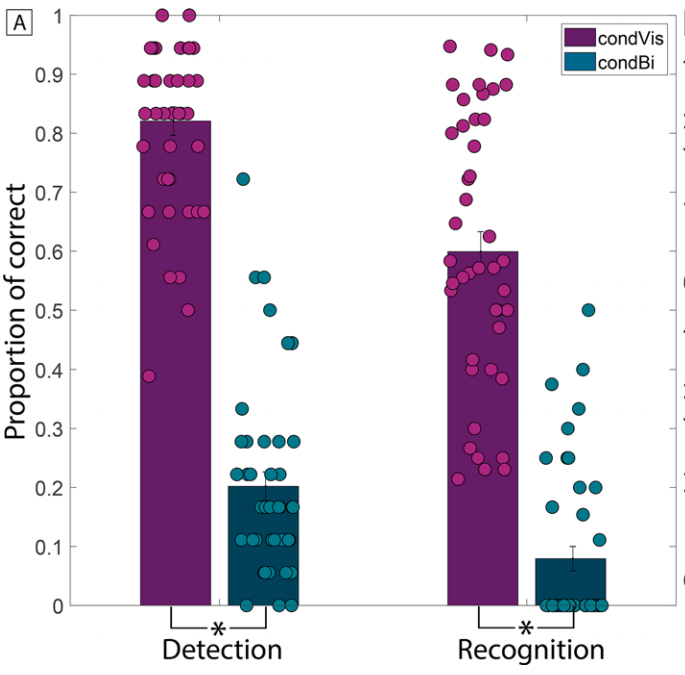 A
Proportion of correct
1
0.9
0.8
0.7
0.6
0.5
0.4
0.3
0.2
0.1
0
condVis
condBi
*
*
Detection
Recognition